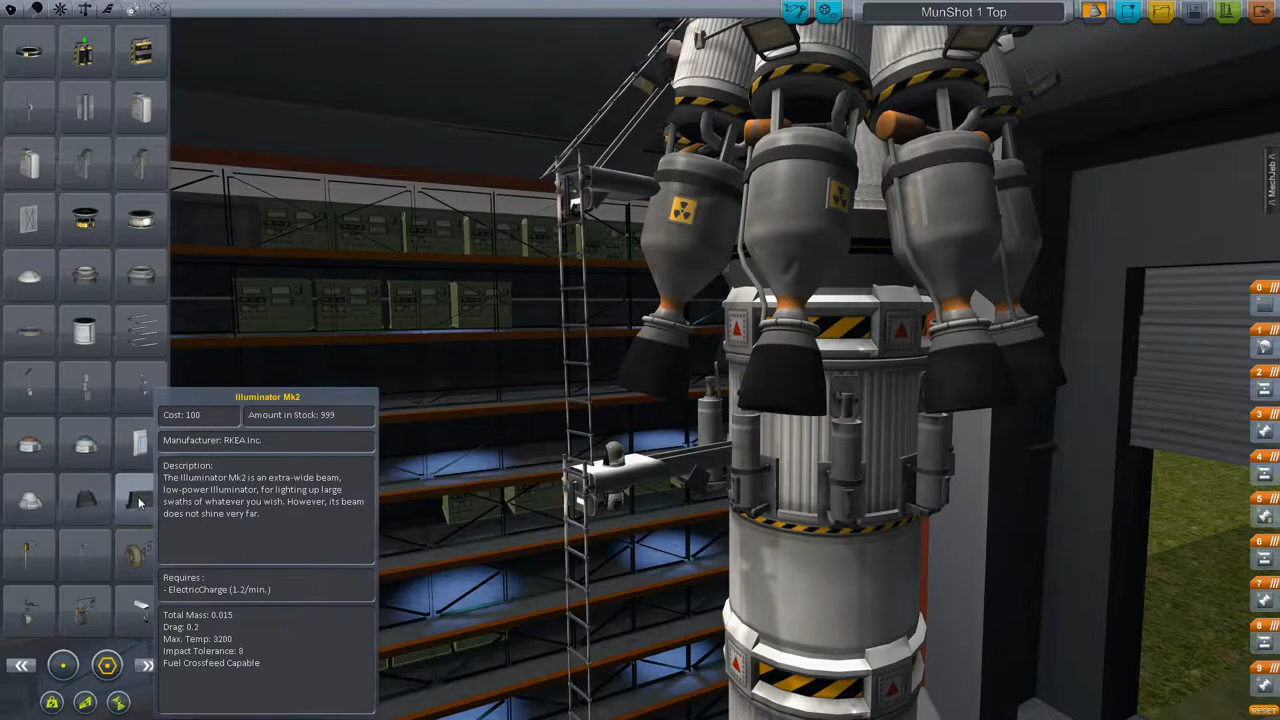 MunShot 1 Top
∧ MechJeb ∧
Illuminator Mk2
Cost: 100
Amount in Stock: 999
Manufacturer: RKEA Inc.
Description:
The Illuminator Mk2 is an extra-wide beam,
low-power Illuminator, for lighting up large
swaths of whatever you wish. However, its beam
does not shine very far.
Requires :
- ElectricCharge (1.2/min.)
Total Mass: 0.015
Drag: 0.2
Max. Temp: 3200
Impact Tolerance: 8
Fuel Crossfeed Capable
0
1
2
3
4
5
6
7
8
9
RESET